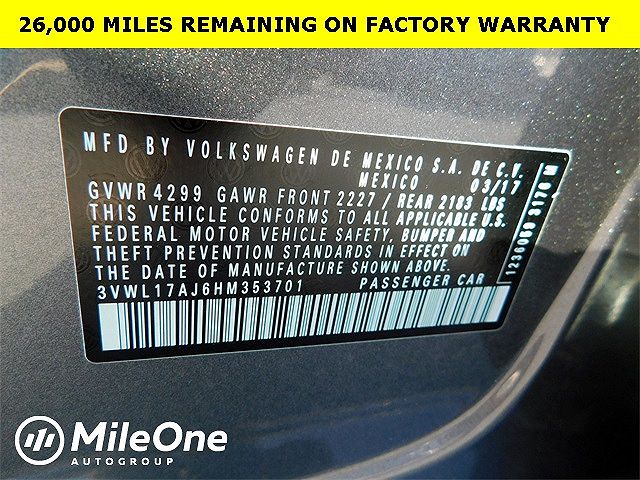 26,000 MILES REMAINING ON FACTORY WARRANTY
MFD BY VOLKSWAGEN DE MEXICO S.A. DE C.V.
MEXICO 03/17
GVWR 4299 GAWR FRONT 2227 / REAR 2183 LBS
THIS VEHICLE CONFORMS TO ALL APPLICABLE U.S.
FEDERAL MOTOR VEHICLE SAFETY, BUMPER AND
THEFT PREVENTION STANDARDS IN EFFECT ON
DATE OF MANUFACTURE SHOWN ABOVE.
3VWL17AJ6HM353701 PASSENGER CAR
3170 M
MileOne
AUTOGROUP